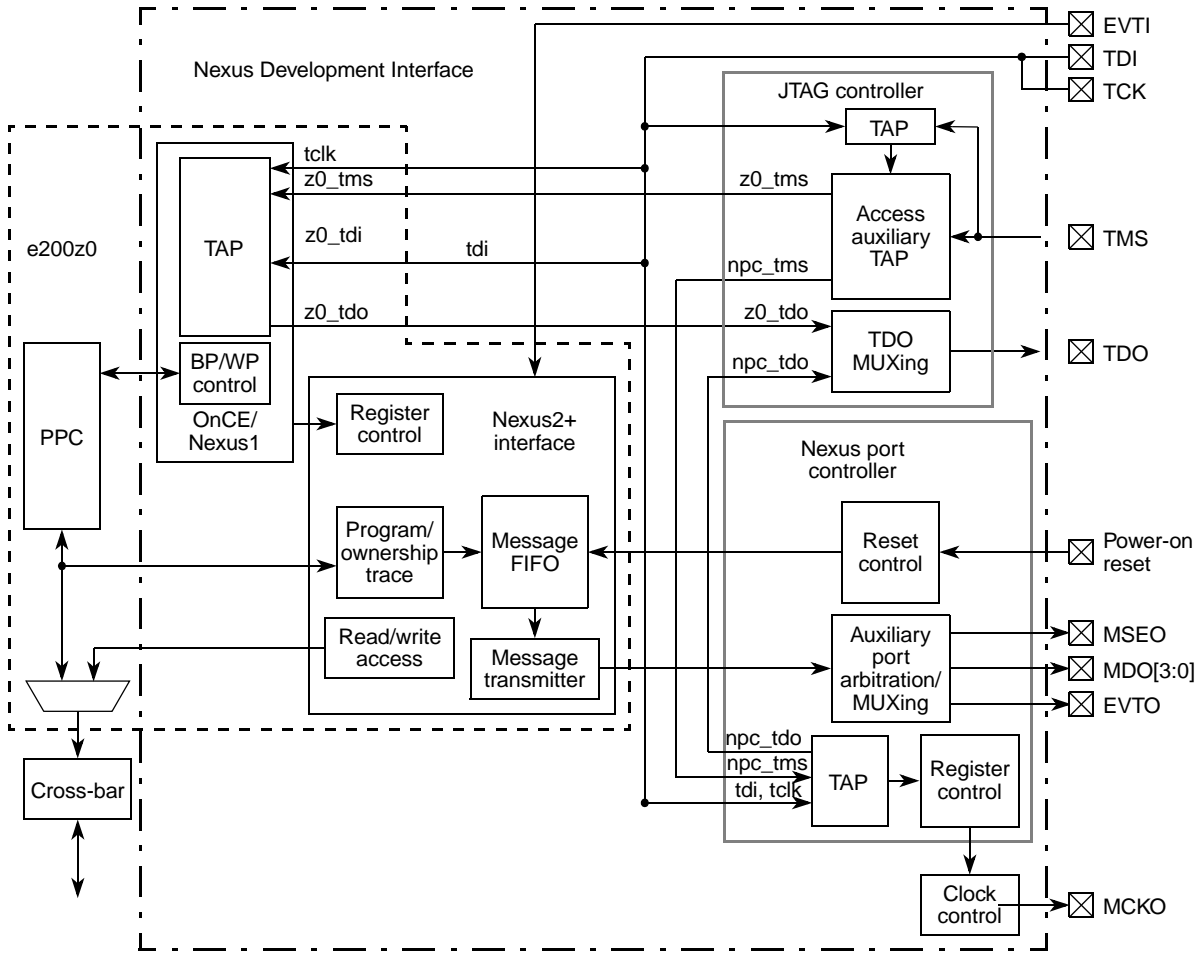 EVTI
Nexus Development Interface
TDI
JTAG controller
TCK
TAP
tclk
z0_tms
z0_tms
Access
auxiliary
TAP
TMS
e200z0
TAP
z0_tdi
tdi
npc_tms
z0_tdo
z0_tdo
TDO
MUXing
TDO
npc_tdo
BP/WP
control
OnCE/
Nexus1
PPC
Register
control
Nexus2+
interface
Nexus port
controller
Program/
ownership
trace
Message
FIFO
Reset
control
Power-on
reset
Read/write
access
Message
transmitter
Auxiliary
port
arbitration/
MUXing
MSEO
MDO[3:0]
EVTO
npc_tdo
npc_tms
tdi, tclk
TAP
Register
control
Cross-bar
Clock
control
MCKO